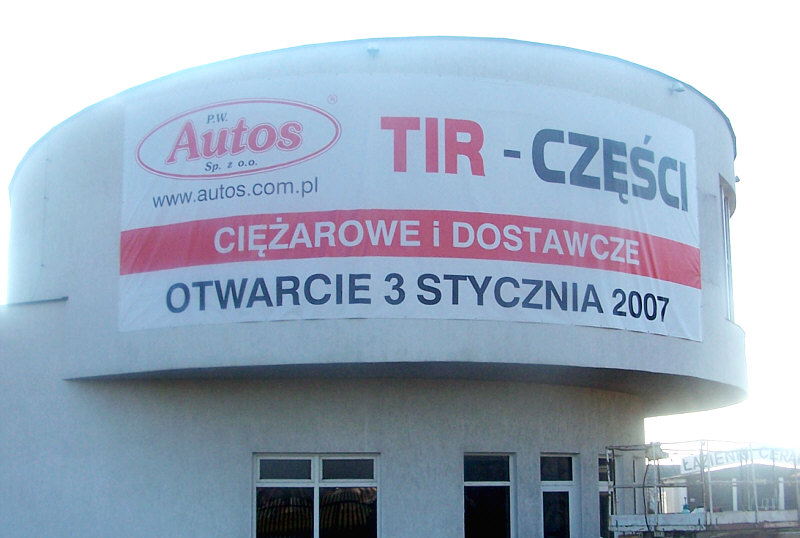 P.W.
Autos
Sp. z o.o.
®
www.autos.com.pl
TIR - CZĘŚCI
CIĘŻAROWE i DOSTAWCZE
OTWARCIE 3 STYCZNIA 2007